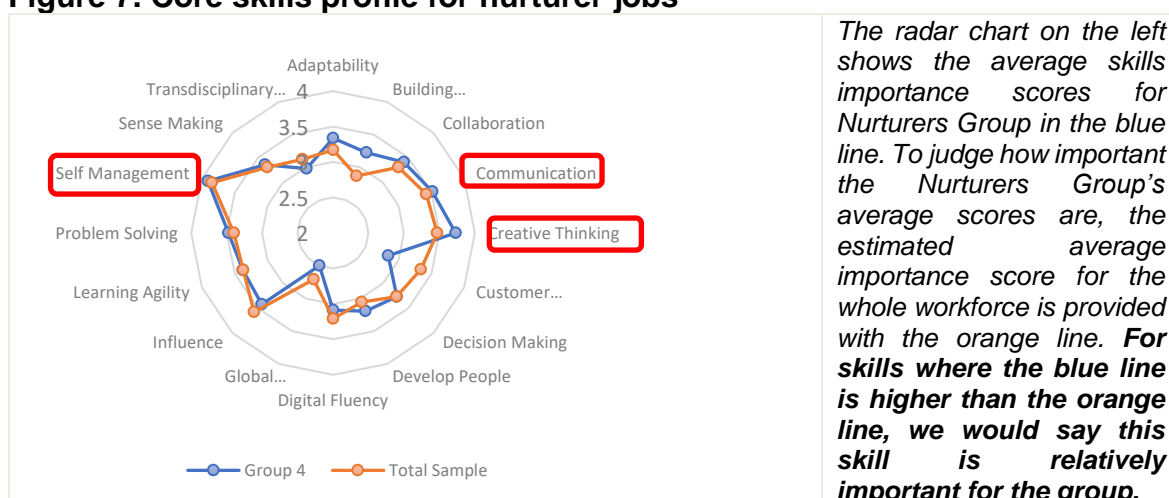 Figure 7: Core skills profile for nurturer jobs
Adaptability
Transdisciplinary…
4
Building…
Sense Making
3.5
Collaboration
Self Management
3
Communication
2.5
Problem Solving
2
Creative Thinking
Learning Agility
Customer…
Influence
Decision Making
Global…
Develop People
Digital Fluency
Group 4
Total Sample
The radar chart on the left
shows the average skills
importance scores for
Nurturers Group in the blue
line. To judge how important
the Nurturers Group's
average scores are, the
estimated average
importance score for the
whole workforce is provided
with the orange line. For
skills where the blue line
is higher than the orange
line, we would say this
skill is relatively
important for the group.